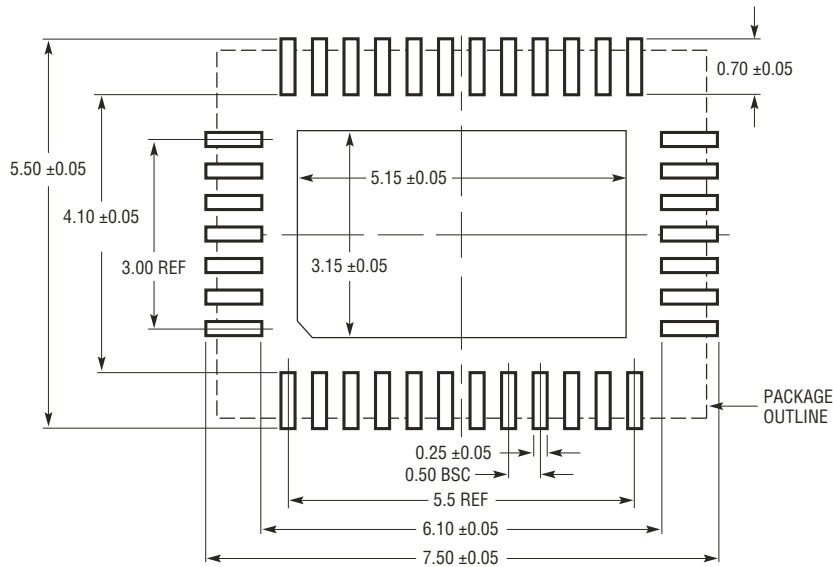 0.70 ±0.05
5.50 ±0.05
5.15 ±0.05
4.10 ±0.05
3.00 REF
3.15 ±0.05
PACKAGE
OUTLINE
0.25 ±0.05
0.50 BSC
5.5 REF
6.10 ±0.05
7.50 ±0.05